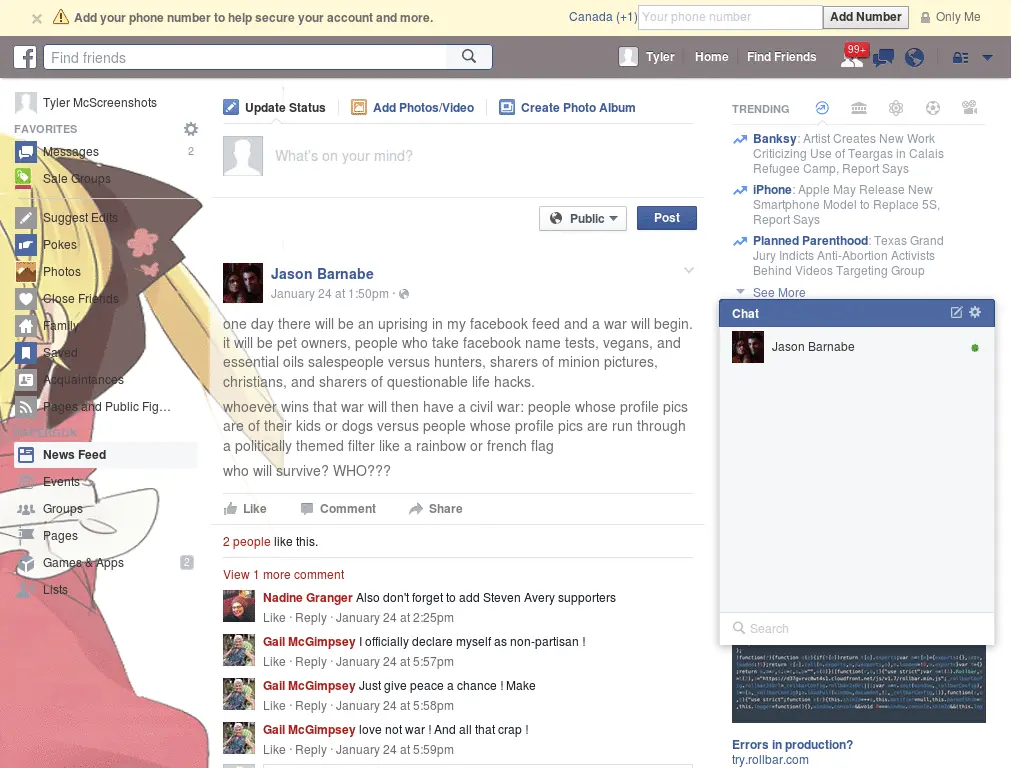 Add your phone number to help secure your account and more.
Canada (+1)
Your phone number
Add Number
Only Me
Find friends
Tyler
Home
Find Friends
99+
Tyler McScreenshots
FAVORITES
Messages
2
Sale Groups
Suggest Edits
Pokes
Photos
Close Friends
Family
Saved
Acquaintances
Pages and Public Fig…
FACEBOOK
News Feed
Events
Groups
Pages
Games & Apps
2
Lists
Update Status
Add Photos/Video
Create Photo Album
What's on your mind?
Public
Post
Jason Barnabe
January 24 at 1:50pm ·
one day there will be an uprising in my facebook feed and a war will begin.
it will be pet owners, people who take facebook name tests, vegans, and
essential oils salespeople versus hunters, sharers of minion pictures,
christians, and sharers of questionable life hacks.
whoever wins that war will then have a civil war: people whose profile pics
are of their kids or dogs versus people whose profile pics are run through
a politically themed filter like a rainbow or french flag
who will survive? WHO???
Like
Comment
Share
2 people like this.
View 1 more comment
Nadine Granger Also don't forget to add Steven Avery supporters
Like · Reply · January 24 at 2:25pm
Gail McGimpsey I officially declare myself as non-partisan !
Like · Reply · January 24 at 5:57pm
Gail McGimpsey Just give peace a chance ! Make
Like · Reply · January 24 at 5:58pm
Gail McGimpsey love not war ! And all that crap !
Like · Reply · January 24 at 5:59pm
TRENDING
Banksy: Artist Creates New Work
Criticizing Use of Teargas in Calais
Refugee Camp, Report Says
iPhone: Apple May Release New
Smartphone Model to Replace 5S,
Report Says
Planned Parenthood: Texas Grand
Jury Indicts Anti-Abortion Activists
Behind Videos Targeting Group
See More
Chat
Jason Barnabe
Search
Errors in production?
try.rollbar.com